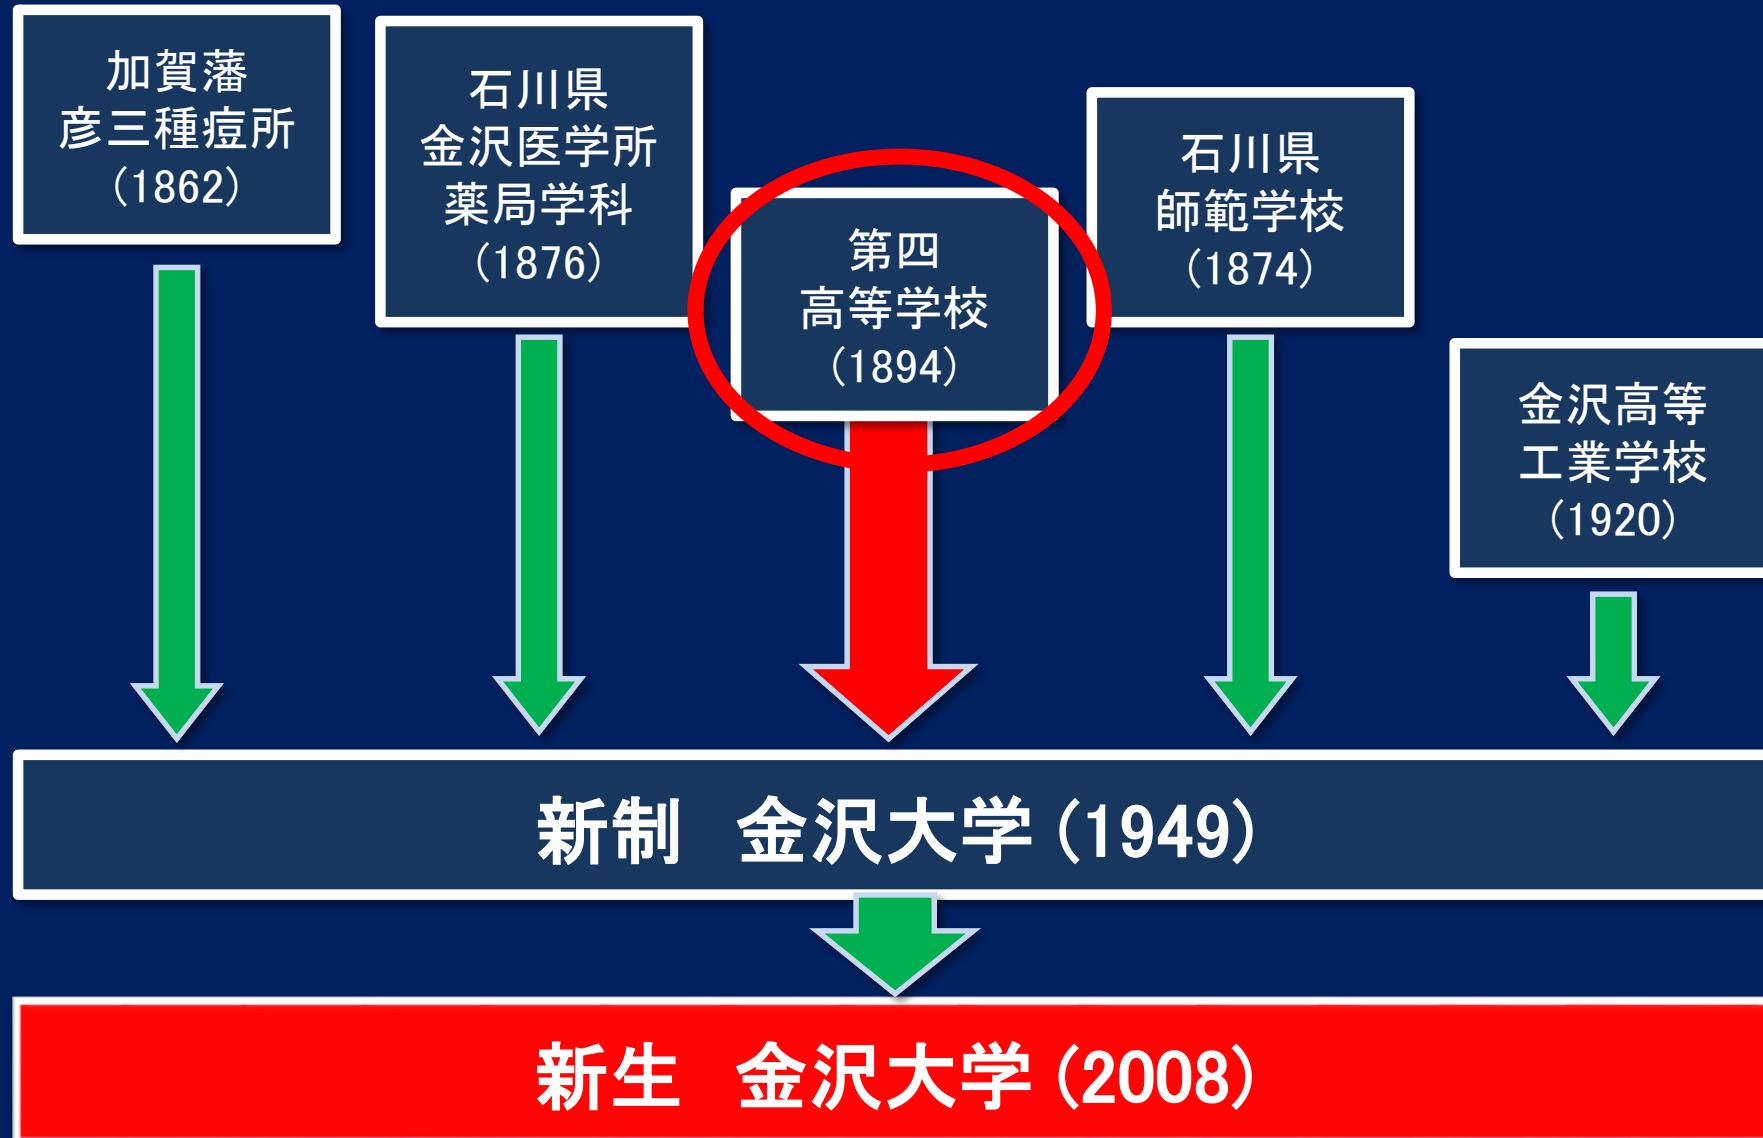 加賀藩
彦三種痘所
(1862)
石川県
金沢医学所
薬局学科
(1876)
第四
高等学校
(1894)
石川県
師範学校
(1874)
金沢高等
工業学校
(1920)
新制　金沢大学(1949)
新生　金沢大学(2008)